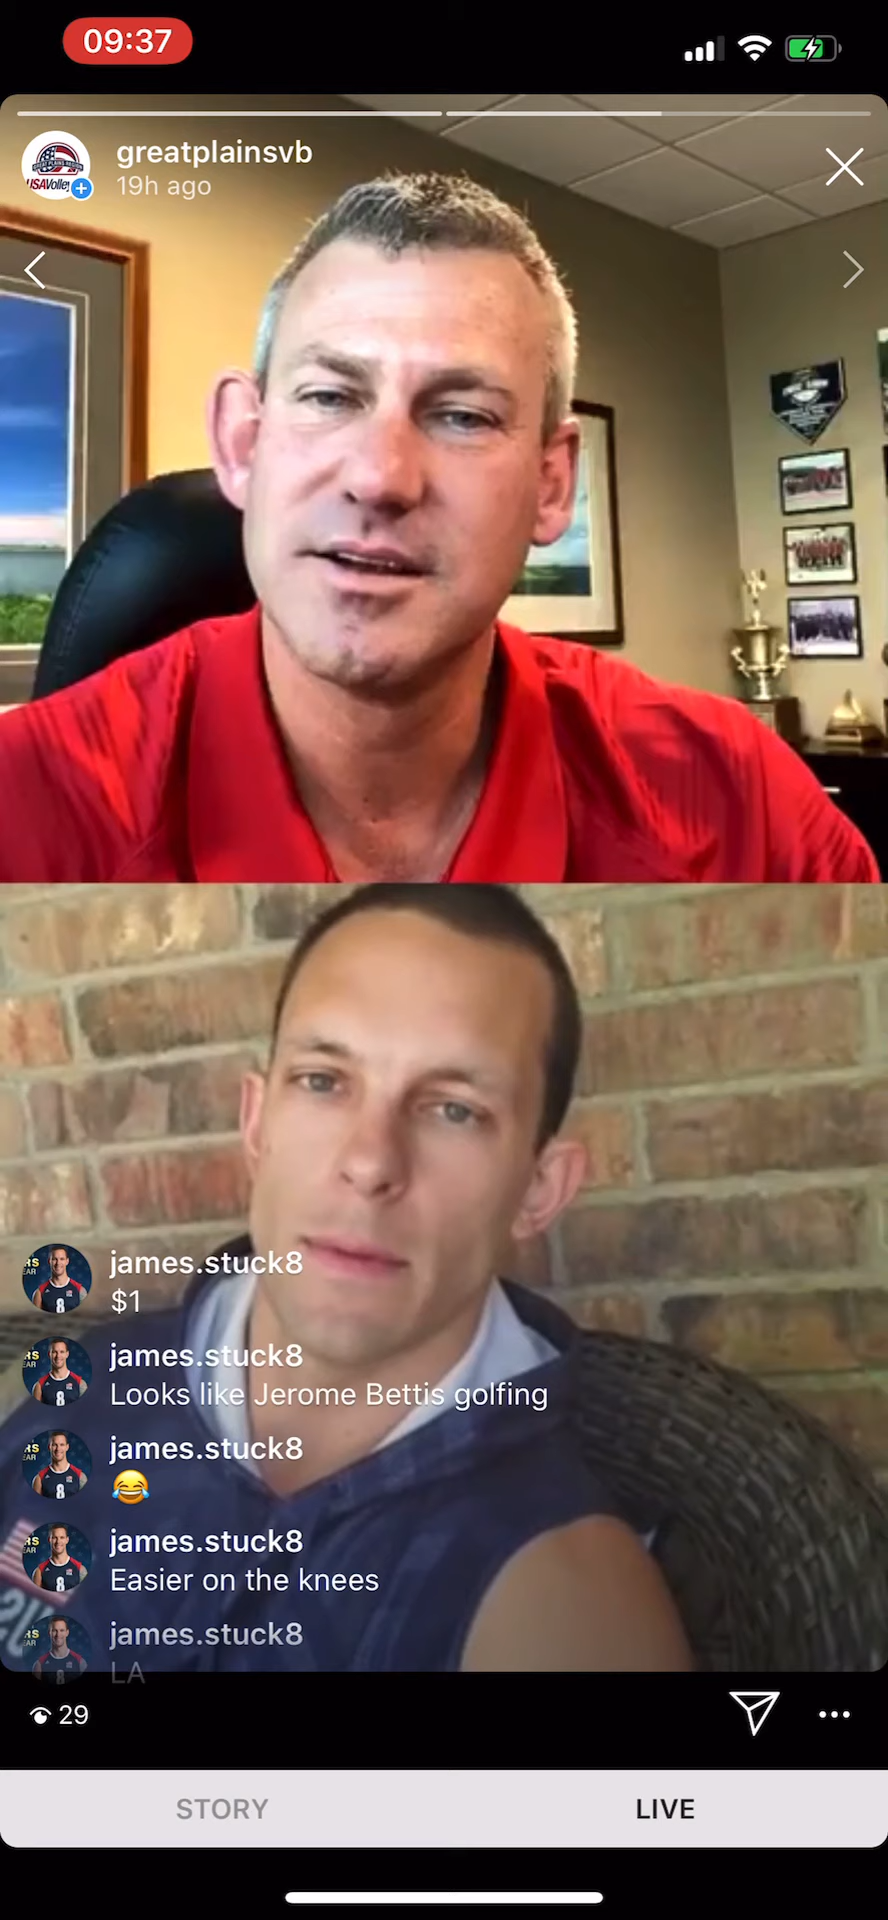 09:37
greatplainsvb
19h ago
USAVolley
james.stuck8
$1
james.stuck8
Looks like Jerome Bettis golfing
james.stuck8
😂
james.stuck8
Easier on the knees
james.stuck8
LA
29
STORY
LIVE